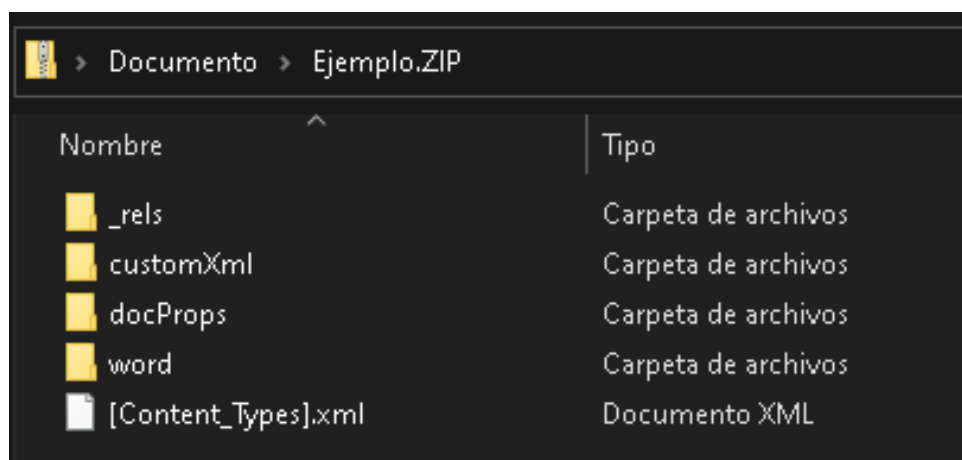 Documento > Ejemplo.ZIP
Nombre Tipo
_rels Carpeta de archivos
customXml Carpeta de archivos
docProps Carpeta de archivos
word Carpeta de archivos
[Content_Types].xml Documento XML